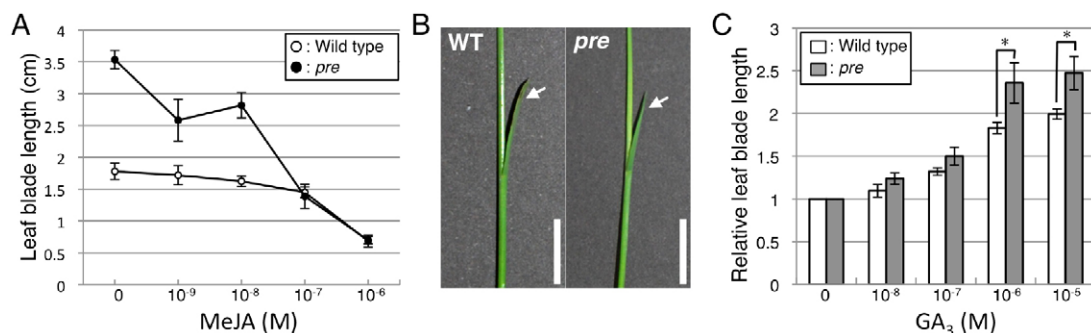 A
Leaf blade length (cm)
4
3.5
3
2.5
2
1.5
1
0.5
0
: Wild type
: pre
0
10⁻⁹
10⁻⁸
10⁻⁷
10⁻⁶
MeJA (M)
B
WT
pre
C
Relative leaf blade length
3
2.5
2
1.5
1
0.5
0
: Wild type
: pre
*
*
0
10⁻⁸
10⁻⁷
10⁻⁶
10⁻⁵
GA₃ (M)